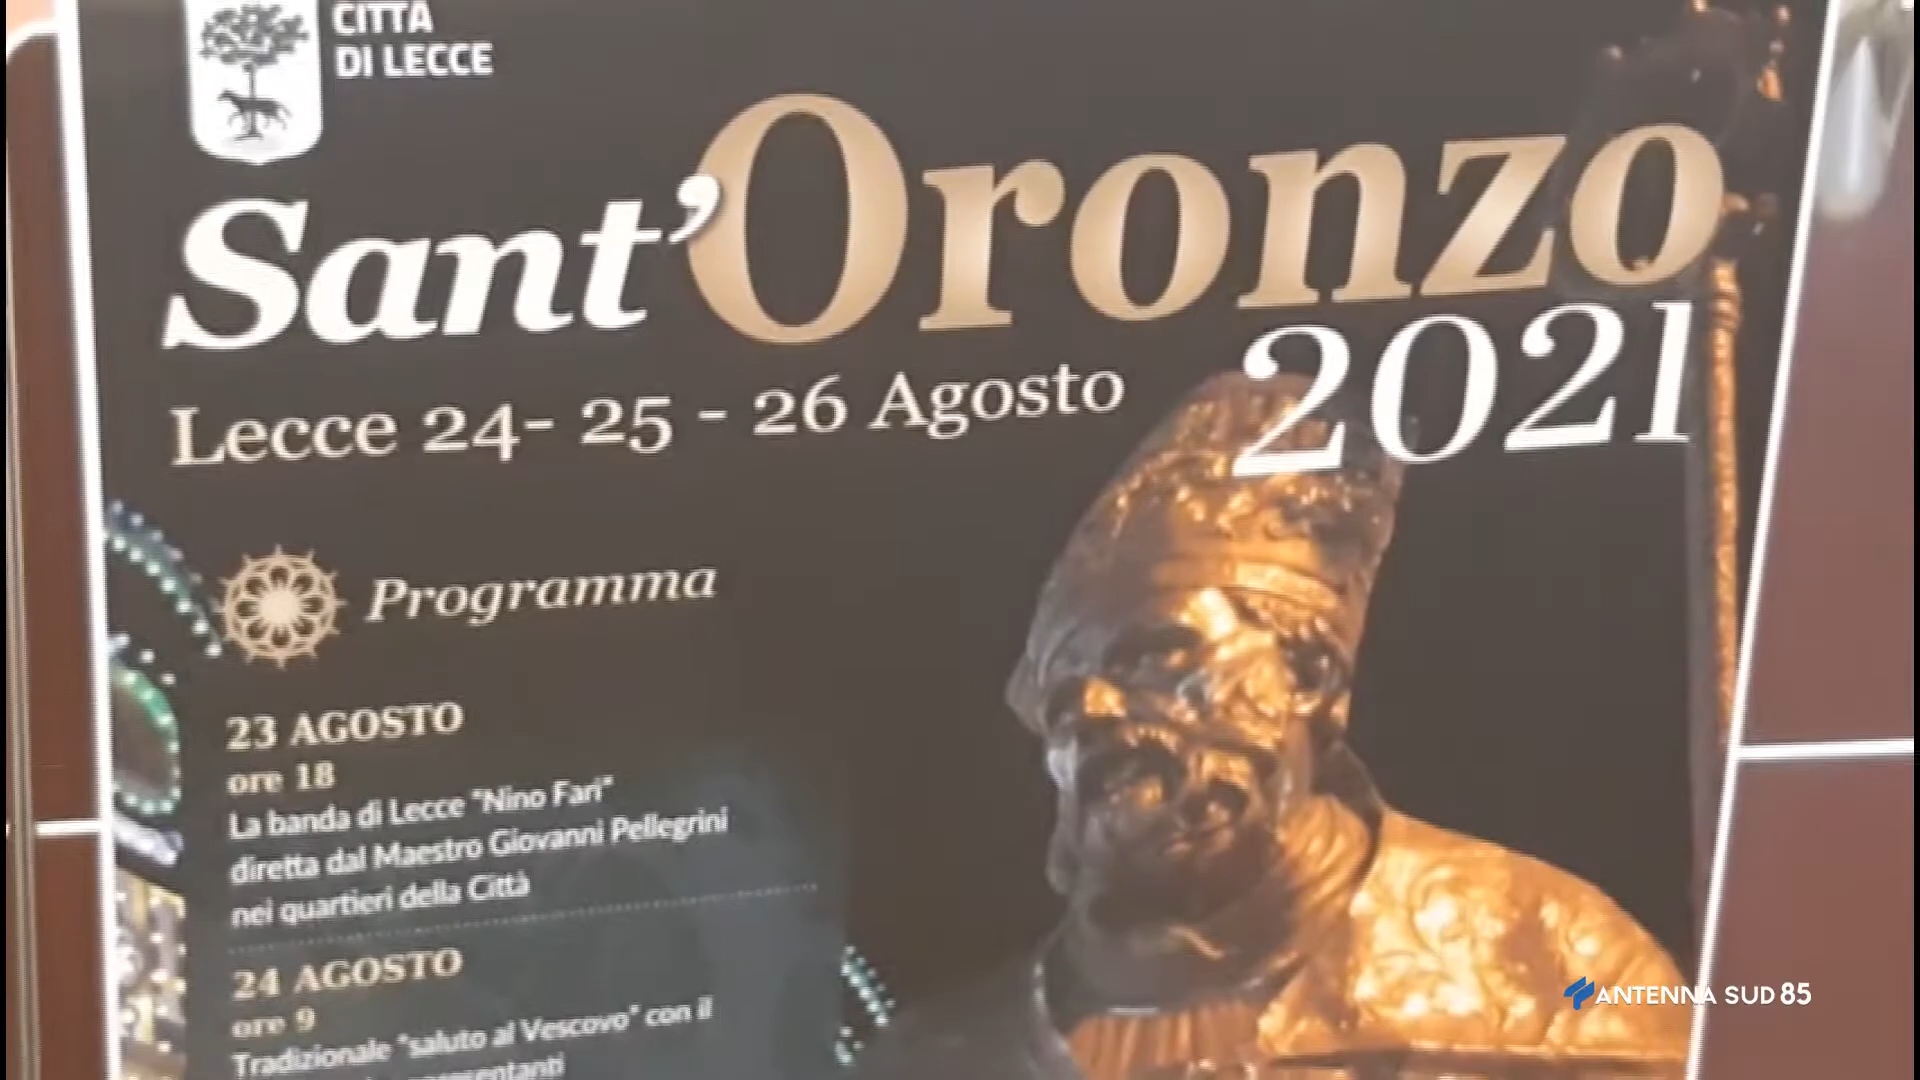 CITTÀ
DI LECCE
Sant'Oronzo
2021
Lecce 24- 25 - 26 Agosto
Programma
23 AGOSTO
ore 18
La banda di Lecce "Nino Farì"
diretta dal Maestro Giovanni Pellegrini
nei quartieri della Città
24 AGOSTO
ore 9
Tradizionale "saluto al Vescovo" con il
ANTENNA SUD 85